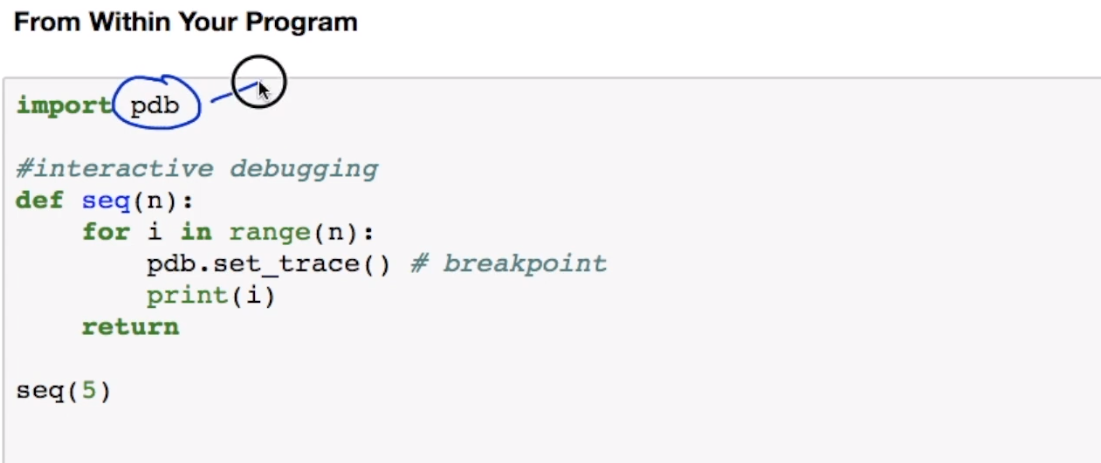 From Within Your Program
import pdb
#interactive debugging
def seq(n):
    for i in range(n):
        pdb.set_trace() # breakpoint
        print(i)
    return
seq(5)